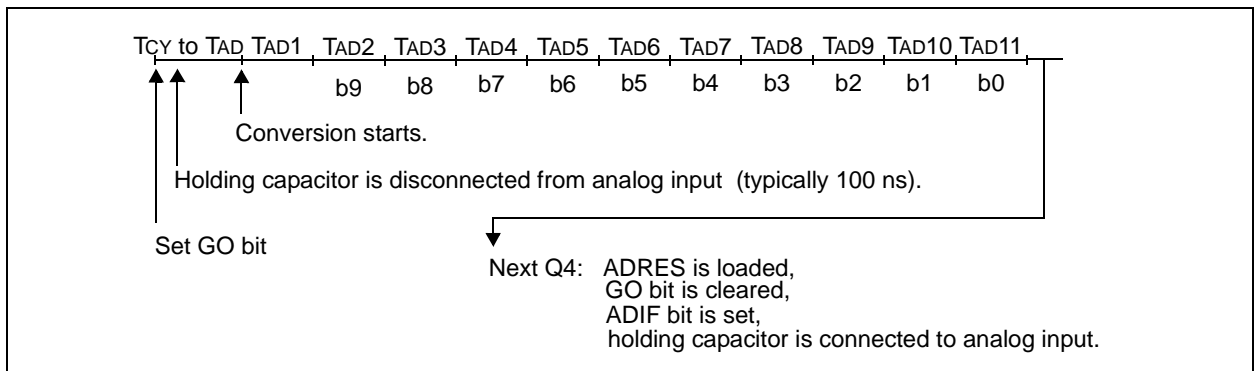 TCY to TAD TAD1 TAD2 TAD3 TAD4 TAD5 TAD6 TAD7 TAD8 TAD9 TAD10 TAD11
b9 b8 b7 b6 b5 b4 b3 b2 b1 b0
Conversion starts.
Holding capacitor is disconnected from analog input (typically 100 ns).
Set GO bit
Next Q4: ADRES is loaded,
GO bit is cleared,
ADIF bit is set,
holding capacitor is connected to analog input.